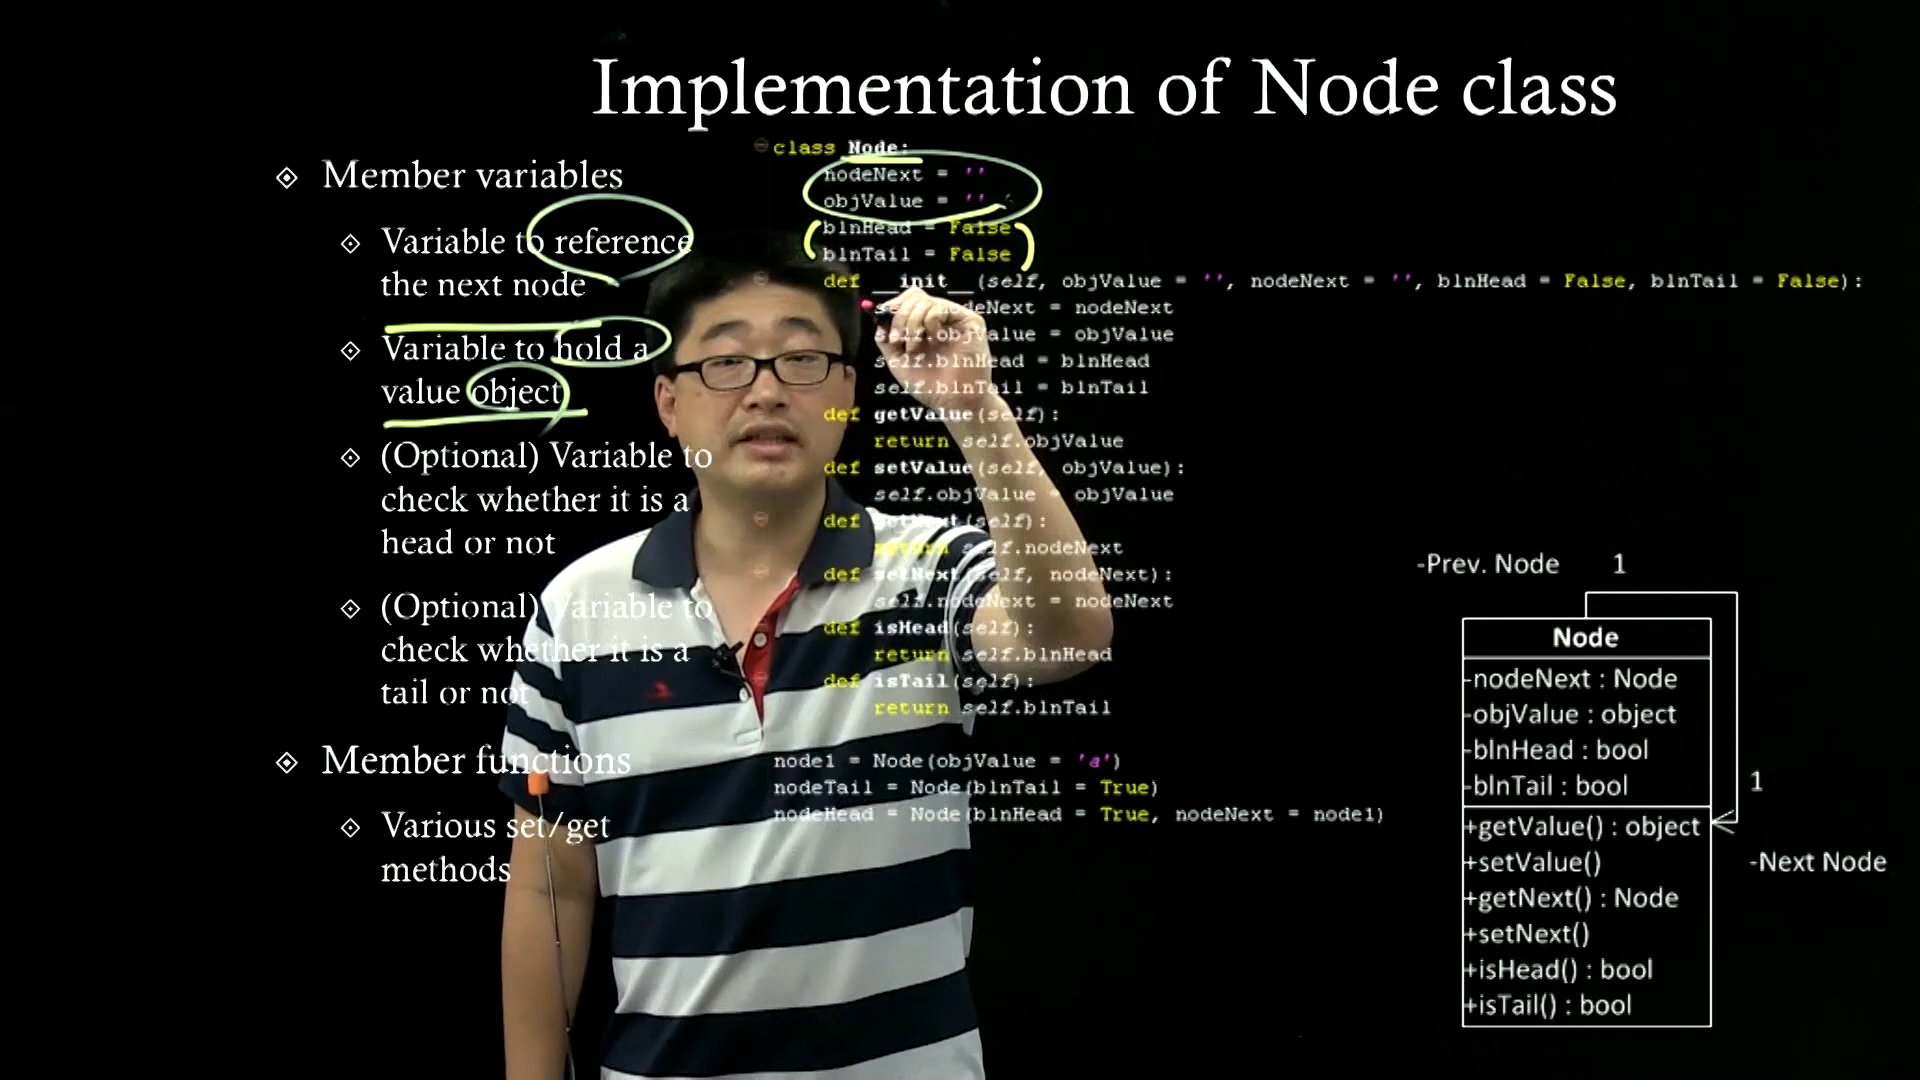 Implementation of Node class
Member variables
Variable to reference
the next node
Variable to hold a
value object
(Optional) Variable to
check whether it is a
head or not
(Optional) Variable to
check whether it is a
tail or not
Member functions
Various set/get
methods
class Node:
nodeNext = ''
objValue = ''
blnHead = False
blnTail = False
def __init__(self, objValue = '', nodeNext = '', blnHead = False, blnTail = False):
self.nodeNext = nodeNext
self.objValue = objValue
self.blnHead = blnHead
self.blnTail = blnTail
def getValue(self):
return self.objValue
def setValue(self, objValue):
self.objValue = objValue
def getNext(self):
return self.nodeNext
def setNext(self, nodeNext):
self.nodeNext = nodeNext
def isHead(self):
return self.blnHead
def isTail(self):
return self.blnTail
node1 = Node(objValue = 'a')
nodeTail = Node(blnTail = True)
nodeHead = Node(blnHead = True, nodeNext = node1)
-Prev. Node 1
Node
-nodeNext : Node
-objValue : object
-blnHead : bool
-blnTail : bool
+getValue() : object
+setValue()
+getNext() : Node
+setNext()
+isHead() : bool
+isTail() : bool
1
-Next Node